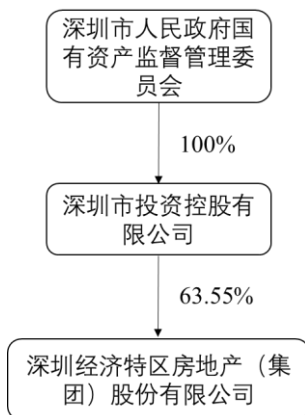 深圳市人民政府国
有资产监督管理委
员会
100%
深圳市投资控股有
限公司
63.55%
深圳经济特区房地产（集
团）股份有限公司